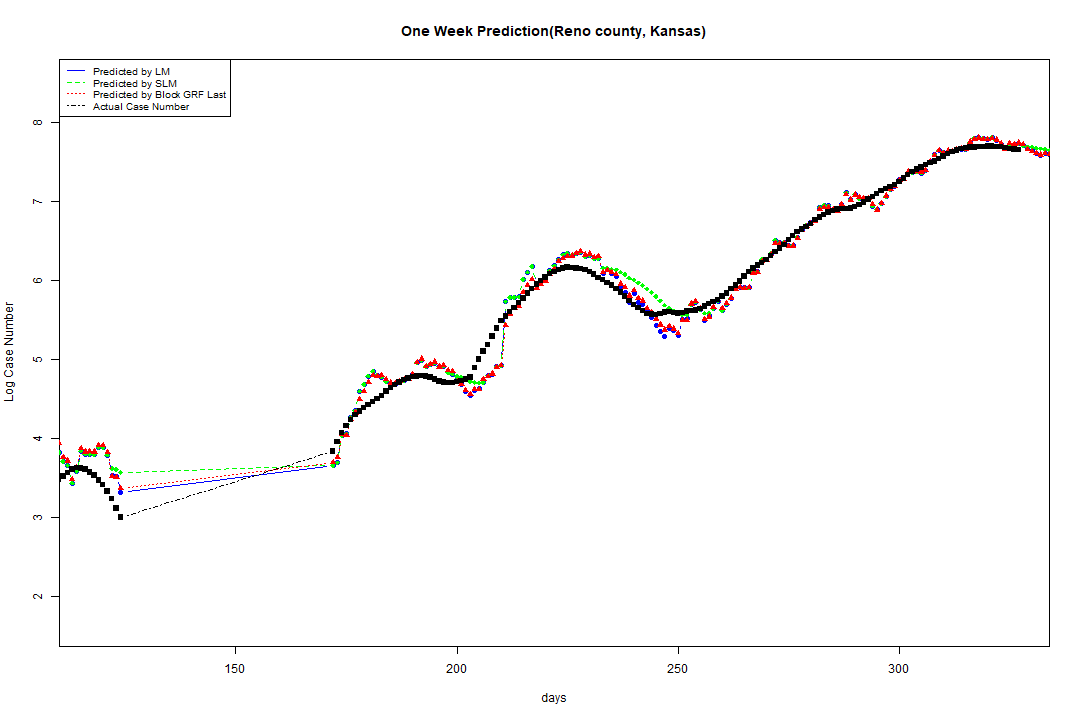 One Week Prediction(Reno county, Kansas)
Predicted by LM
Predicted by SLM
Predicted by Block GRF Last
Actual Case Number
8
7
6
5
4
3
2
Log Case Number
150 200 250 300
days